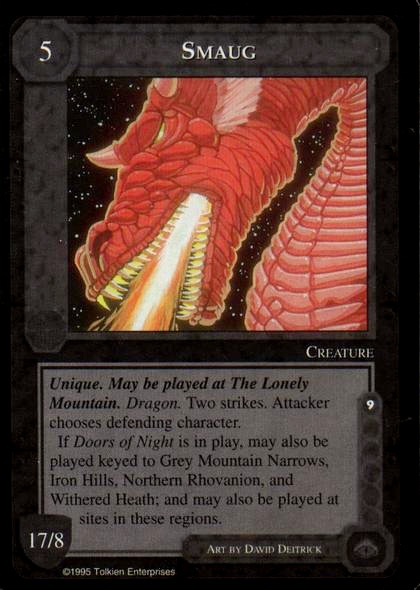 5
SMAUG
CREATURE
Unique. May be played at The Lonely
Mountain. Dragon. Two strikes. Attacker
chooses defending character.
If Doors of Night is in play, may also be
played keyed to Grey Mountain Narrows,
Iron Hills, Northern Rhovanion, and
Withered Heath; and may also be played at
sites in these regions.
9
17/8
ART BY DAVID DEITRICK
©1995 Tolkien Enterprises